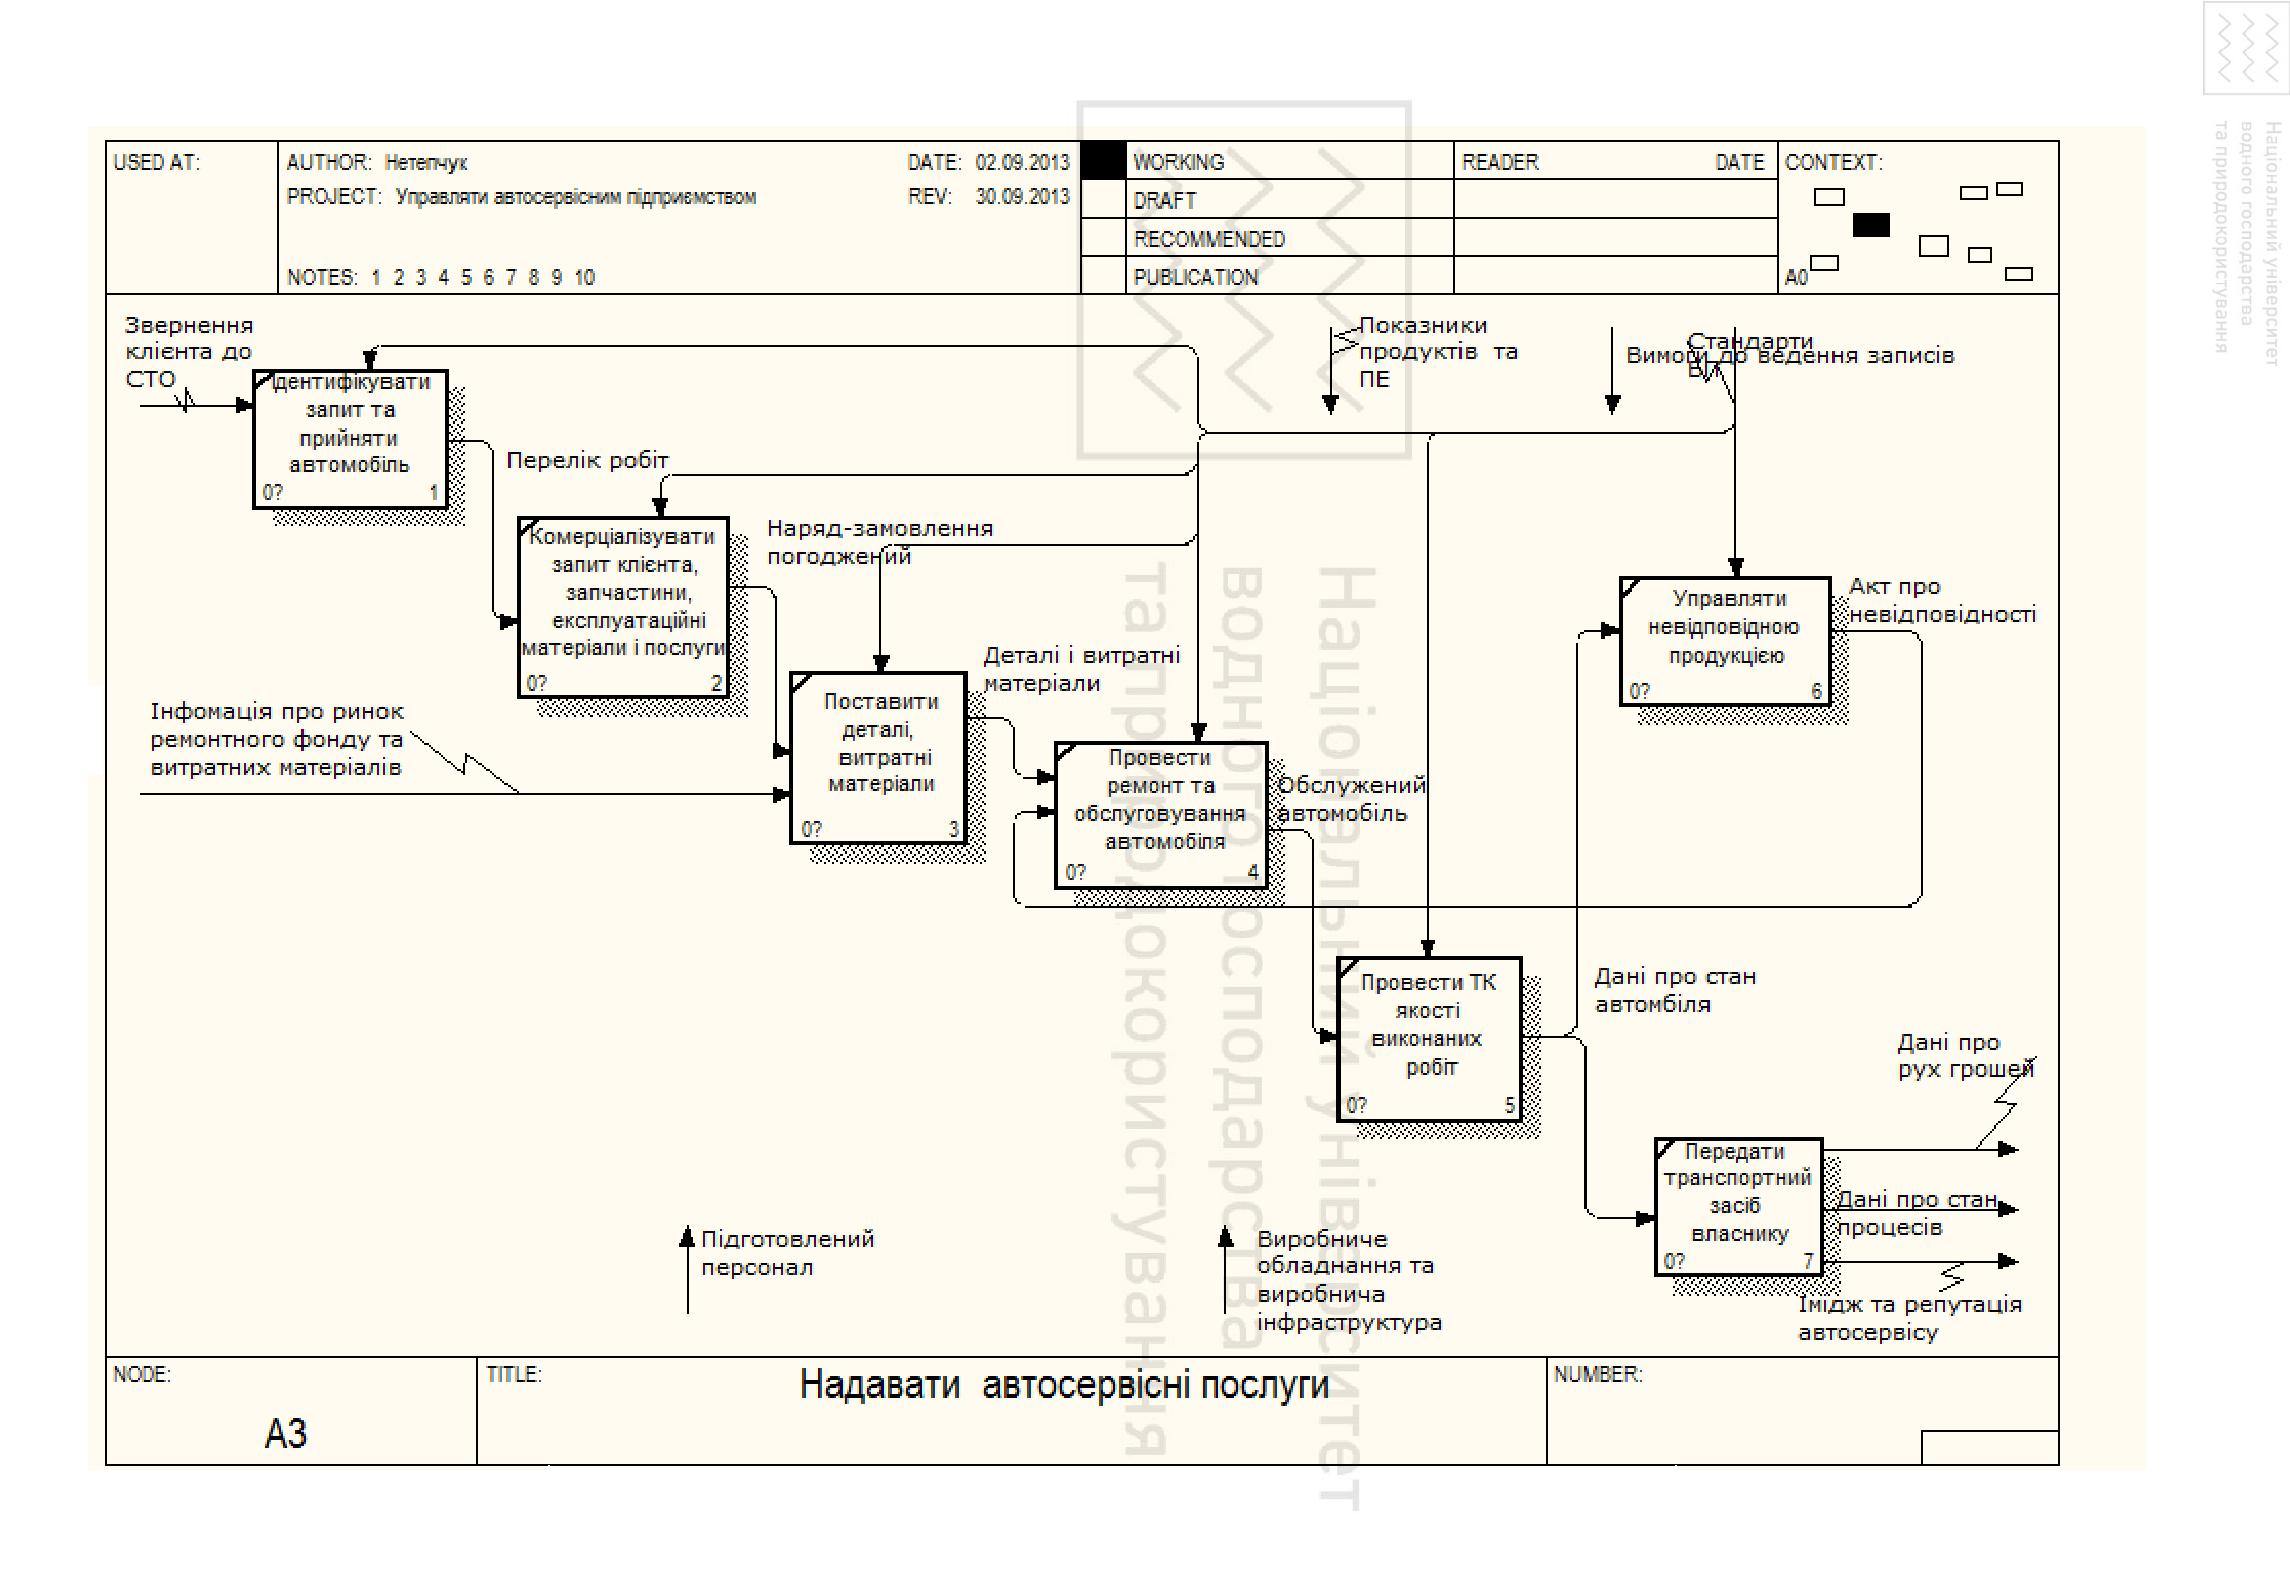 USED AT:
AUTHOR: Нетепчук
DATE: 02.09.2013
PROJECT: Управляти автосервісним підприємством
REV: 30.09.2013
NOTES: 1 2 3 4 5 6 7 8 9 10
WORKING
DRAFT
RECOMMENDED
PUBLICATION
READER
DATE
CONTEXT:
A0
Звернення
клієнта до
СТО
Ідентифікувати
запит та
прийняти
автомобіль
0?
1
Показники
продуктів та
ПЕ
Вимоги до ведення записів
Стандарти
Перелік робіт
Комерціалізувати
запит клієнта,
запчастини,
експлуатаційні
матеріали і послуги
0?
2
Наряд-замовлення
погоджений
Поставити
деталі,
витратні
матеріали
0?
3
Інфомація про ринок
ремонтного фонду та
витратних матеріалів
Деталі і витратні
матеріали
Провести
ремонт та
обслуговування
автомобіля
0?
4
Обслужений
автомобіль
Управляти
невідповідною
продукцією
0?
6
Акт про
невідповідності
Провести ТК
якості
виконаних
робіт
0?
5
Дані про стан
автомбіля
Дані про
рух грошей
Передати
транспортний
засіб
власнику
0?
7
Дані про стан
процесів
Імідж та репутація
автосервісу
Підготовлений
персонал
Виробниче
обладнання та
виробнича
інфраструктура
NODE:
A3
TITLE:
Надавати автосервісні послуги
NUMBER:
Національний університет
водного господарства
та природокористування
Національний університет
водного господарства
та природокористування